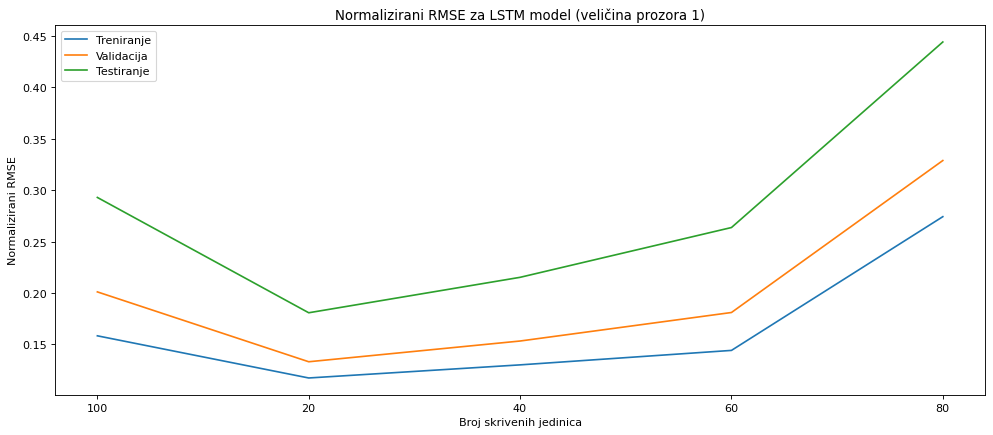 Normalizirani RMSE za LSTM model (veličina prozora 1)
Treniranje
Validacija
Testiranje
Normalizirani RMSE
0.45
0.40
0.35
0.30
0.25
0.20
0.15
100 20 40 60 80
Broj skrivenih jedinica